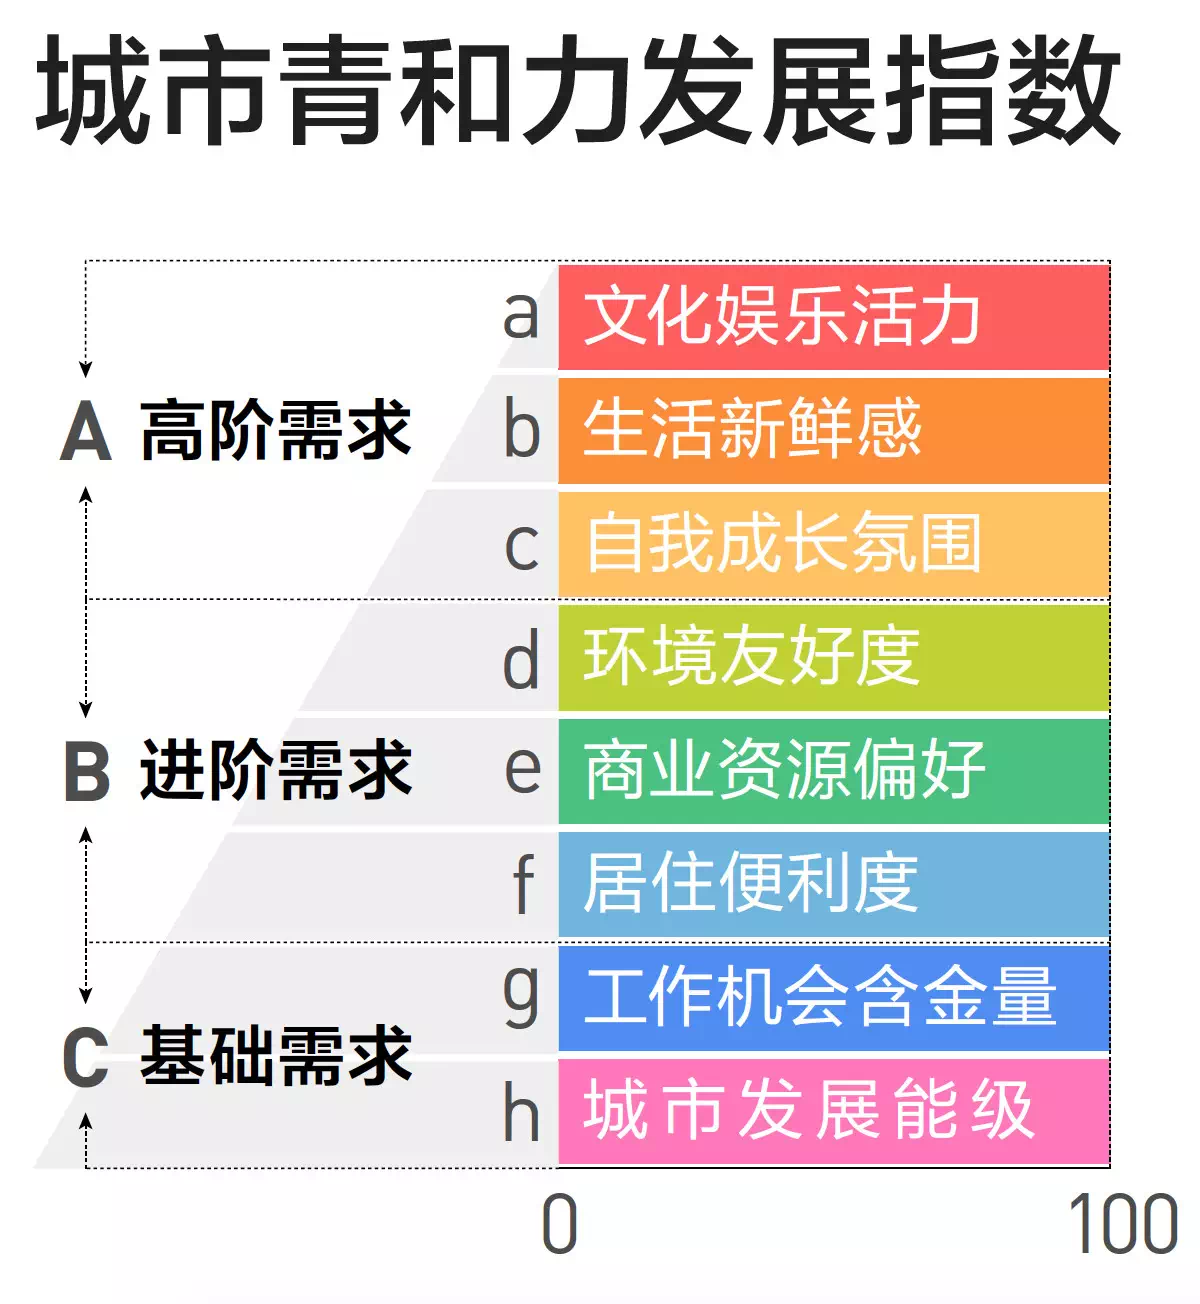 城市青和力发展指数
a 文化娱乐活力
A 高阶需求
b 生活新鲜感
c 自我成长氛围
d 环境友好度
B 进阶需求
e 商业资源偏好
f 居住便利度
g 工作机会含金量
C 基础需求
h 城市发展能级
0 100